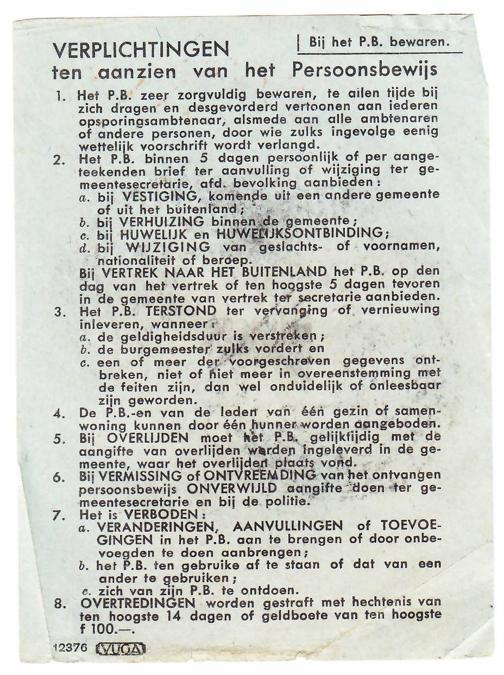 VERPLICHTINGEN
Bij het P.B. bewaren.
ten aanzien van het Persoonsbewijs
1. Het P.B. zeer zorgvuldig bewaren, te allen tijde bij
zich dragen en desgevorderd vertoonen aan iederen
opsporingsambtenaar, alsmede aan alle ambtenaren
of andere personen, door wie zulks ingevolge eenig
wettelijk voorschrift wordt verlangd.
2. Het P.B. binnen 5 dagen persoonlijk of per aange-
teekenden brief ter aanvulling of wijziging ter ge-
meentesecretarie, afd. bevolking aanbieden:
a. bij VESTIGING, komende uit een andere gemeente
of uit het buitenland;
b. bij VERHUIZING binnen de gemeente;
c. bij HUWELIJK en HUWELIJKSONTBINDING;
d. bij WIJZIGING van geslachts- of voornamen,
nationaliteit of beroep.
Bij VERTREK NAAR HET BUITENLAND het P.B. op den
dag van het vertrek of ten hoogste 5 dagen tevoren
in de gemeente van vertrek ter secretarie aanbieden.
3. Het P.B. TERSTOND ter vervanging of vernieuwing
inleveren, wanneer:
a. de geldigheidsduur is verstreken;
b. de burgemeester zulks vordert en
c. een of meer der voorgeschreven gegevens ont-
breken, niet of niet meer in overeenstemming met
de feiten zijn, dan wel onduidelijk of onleesbaar
zijn geworden.
4. De P.B.-en van de leden van één gezin of samen-
woning kunnen door één hunner worden aangeboden.
5. Bij OVERLIJDEN moet het P.B. gelijktijdig met de
aangifte van overlijden worden ingeleverd in de ge-
meente, waar het overlijden plaats vond.
6. Bij VERMISSING of ONTVREEMDING van het ontvangen
persoonsbewijs ONVERWIJLD aangifte doen ter ge-
meentesecretarie en bij de politie.
7. Het is VERBODEN:
a. VERANDERINGEN, AANVULLINGEN of TOEVOE-
GINGEN in het P.B. aan te brengen of door onbe-
voegden te doen aanbrengen;
b. het P.B. ten gebruike af te staan of dat van een
ander te gebruiken;
c. zich van zijn P.B. te ontdoen.
8. OVERTREDINGEN worden gestraft met hechtenis van
ten hoogste 14 dagen of geldboete van ten hoogste
f 100.—.
12376 VUGA